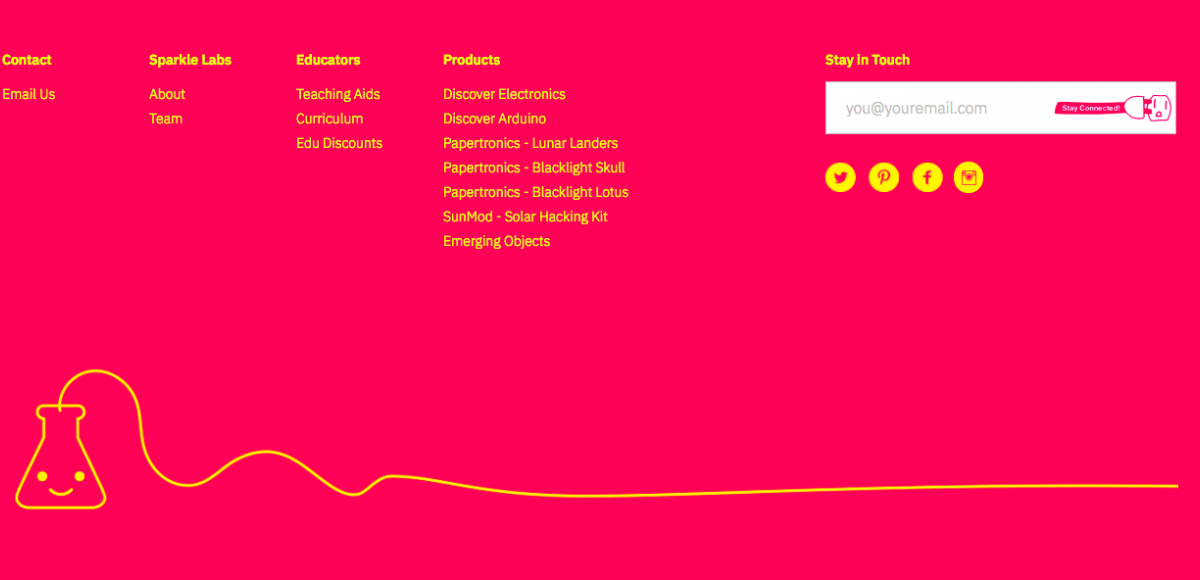 Contact
Email Us
Sparkle Labs
About
Team
Educators
Teaching Aids
Curriculum
Edu Discounts
Products
Discover Electronics
Discover Arduino
Papertronics - Lunar Landers
Papertronics - Blacklight Skull
Papertronics - Blacklight Lotus
SunMod - Solar Hacking Kit
Emerging Objects
Stay in Touch
you@youremail.com
Stay Connected!